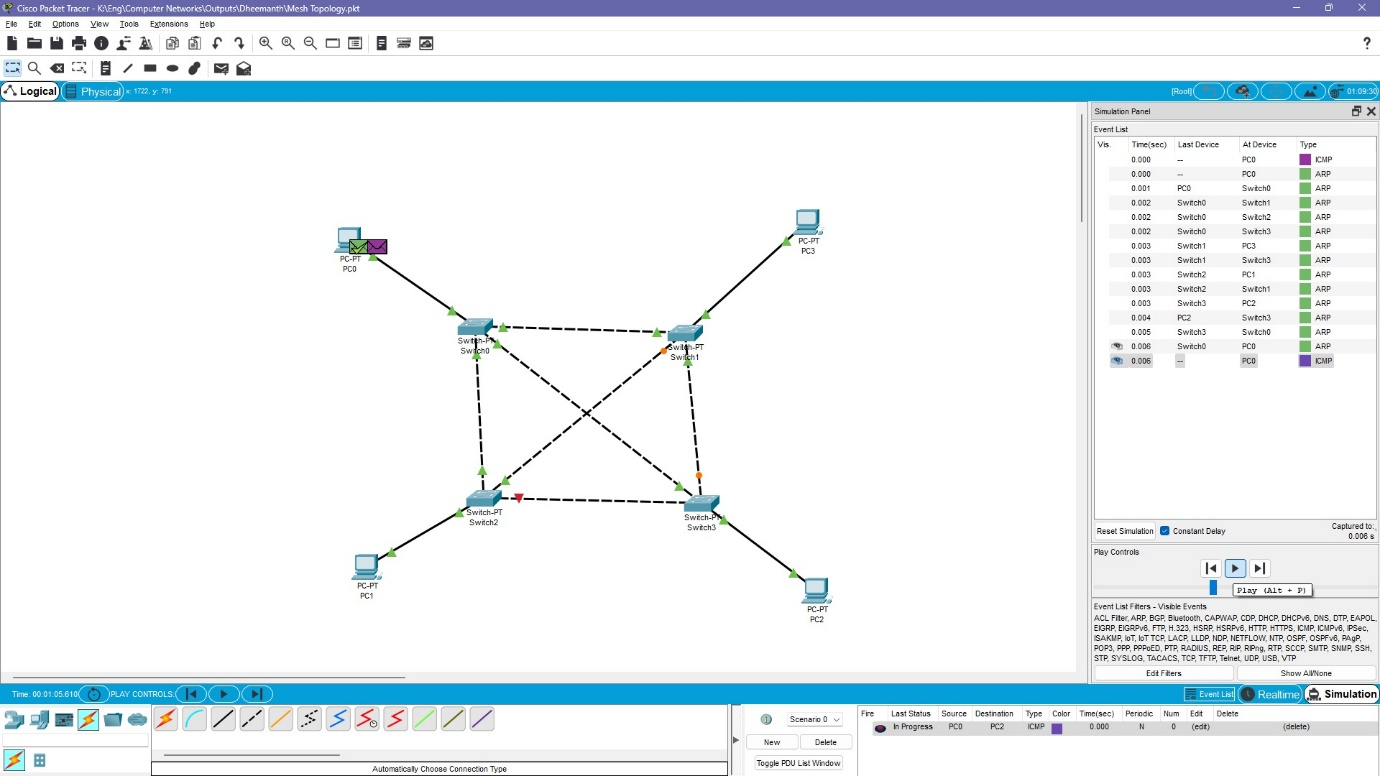 Cisco Packet Tracer - K:\Eng\Computer Networks\Outputs\Dheemanth\Mesh Topology.pkt
File Edit Options View Tools Extensions Help
?
Logical Physical x: 1722, y: 791 [Root] 01:09:30
Simulation Panel
Event List
Vis. Time(sec) Last Device At Device Type
0.000 -- PC0 ICMP
0.000 -- PC0 ARP
0.001 PC0 Switch0 ARP
0.002 Switch0 Switch1 ARP
0.002 Switch0 Switch2 ARP
0.002 Switch0 Switch3 ARP
0.003 Switch1 PC3 ARP
0.003 Switch1 Switch3 ARP
0.003 Switch2 PC1 ARP
0.003 Switch2 Switch1 ARP
0.003 Switch3 PC2 ARP
0.004 PC2 Switch3 ARP
0.005 Switch3 Switch0 ARP
0.006 Switch0 PC0 ARP
0.006 -- PC0 ICMP
PC-PT
PC0
PC-PT
PC3
Switch-PT
Switch0
Switch-PT
Switch1
Switch-PT
Switch2
Switch-PT
Switch3
PC-PT
PC1
PC-PT
PC2
Reset Simulation Constant Delay Captured to:
0.006 s
Play Controls
Play (Alt + P)
Event List Filters - Visible Events
ACL Filter, ARP, BGP, Bluetooth, CAPWAP, CDP, DHCP, DHCPv6, DNS, DTP, EAPOL,
EIGRP, EIGRPv6, FTP, H.323, HSRP, HSRPv6, HTTP, HTTPS, ICMP, ICMPv6, IPSec,
ISAKMP, IoT, IoT TCP, LACP, LLDP, NDP, NETFLOW, NTP, OSPF, OSPFv6, PAgP,
POP3, PPP, PPPoED, PTP, RADIUS, REP, RIP, RIPng, RTP, SCCP, SMTP, SNMP, SSH,
STP, SYSLOG, TACACS, TCP, TFTP, Telnet, UDP, USB, VTP
Edit Filters Show All/None
Time: 00:01:05.610 PLAY CONTROLS: Event List Realtime Simulation
Scenario 0
New Delete
Toggle PDU List Window
Fire Last Status Source Destination Type Color Time(sec) Periodic Num Edit Delete
In Progress PC0 PC2 ICMP 0.000 N 0 (edit) (delete)
Automatically Choose Connection Type